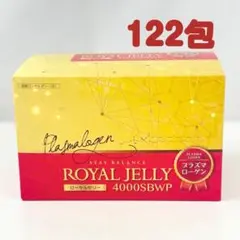 122包
Plasmalogen
STAY BALANCE
ROYAL JELLY
ローヤルゼリー
4000SBWP
プラズマ
ローゲン